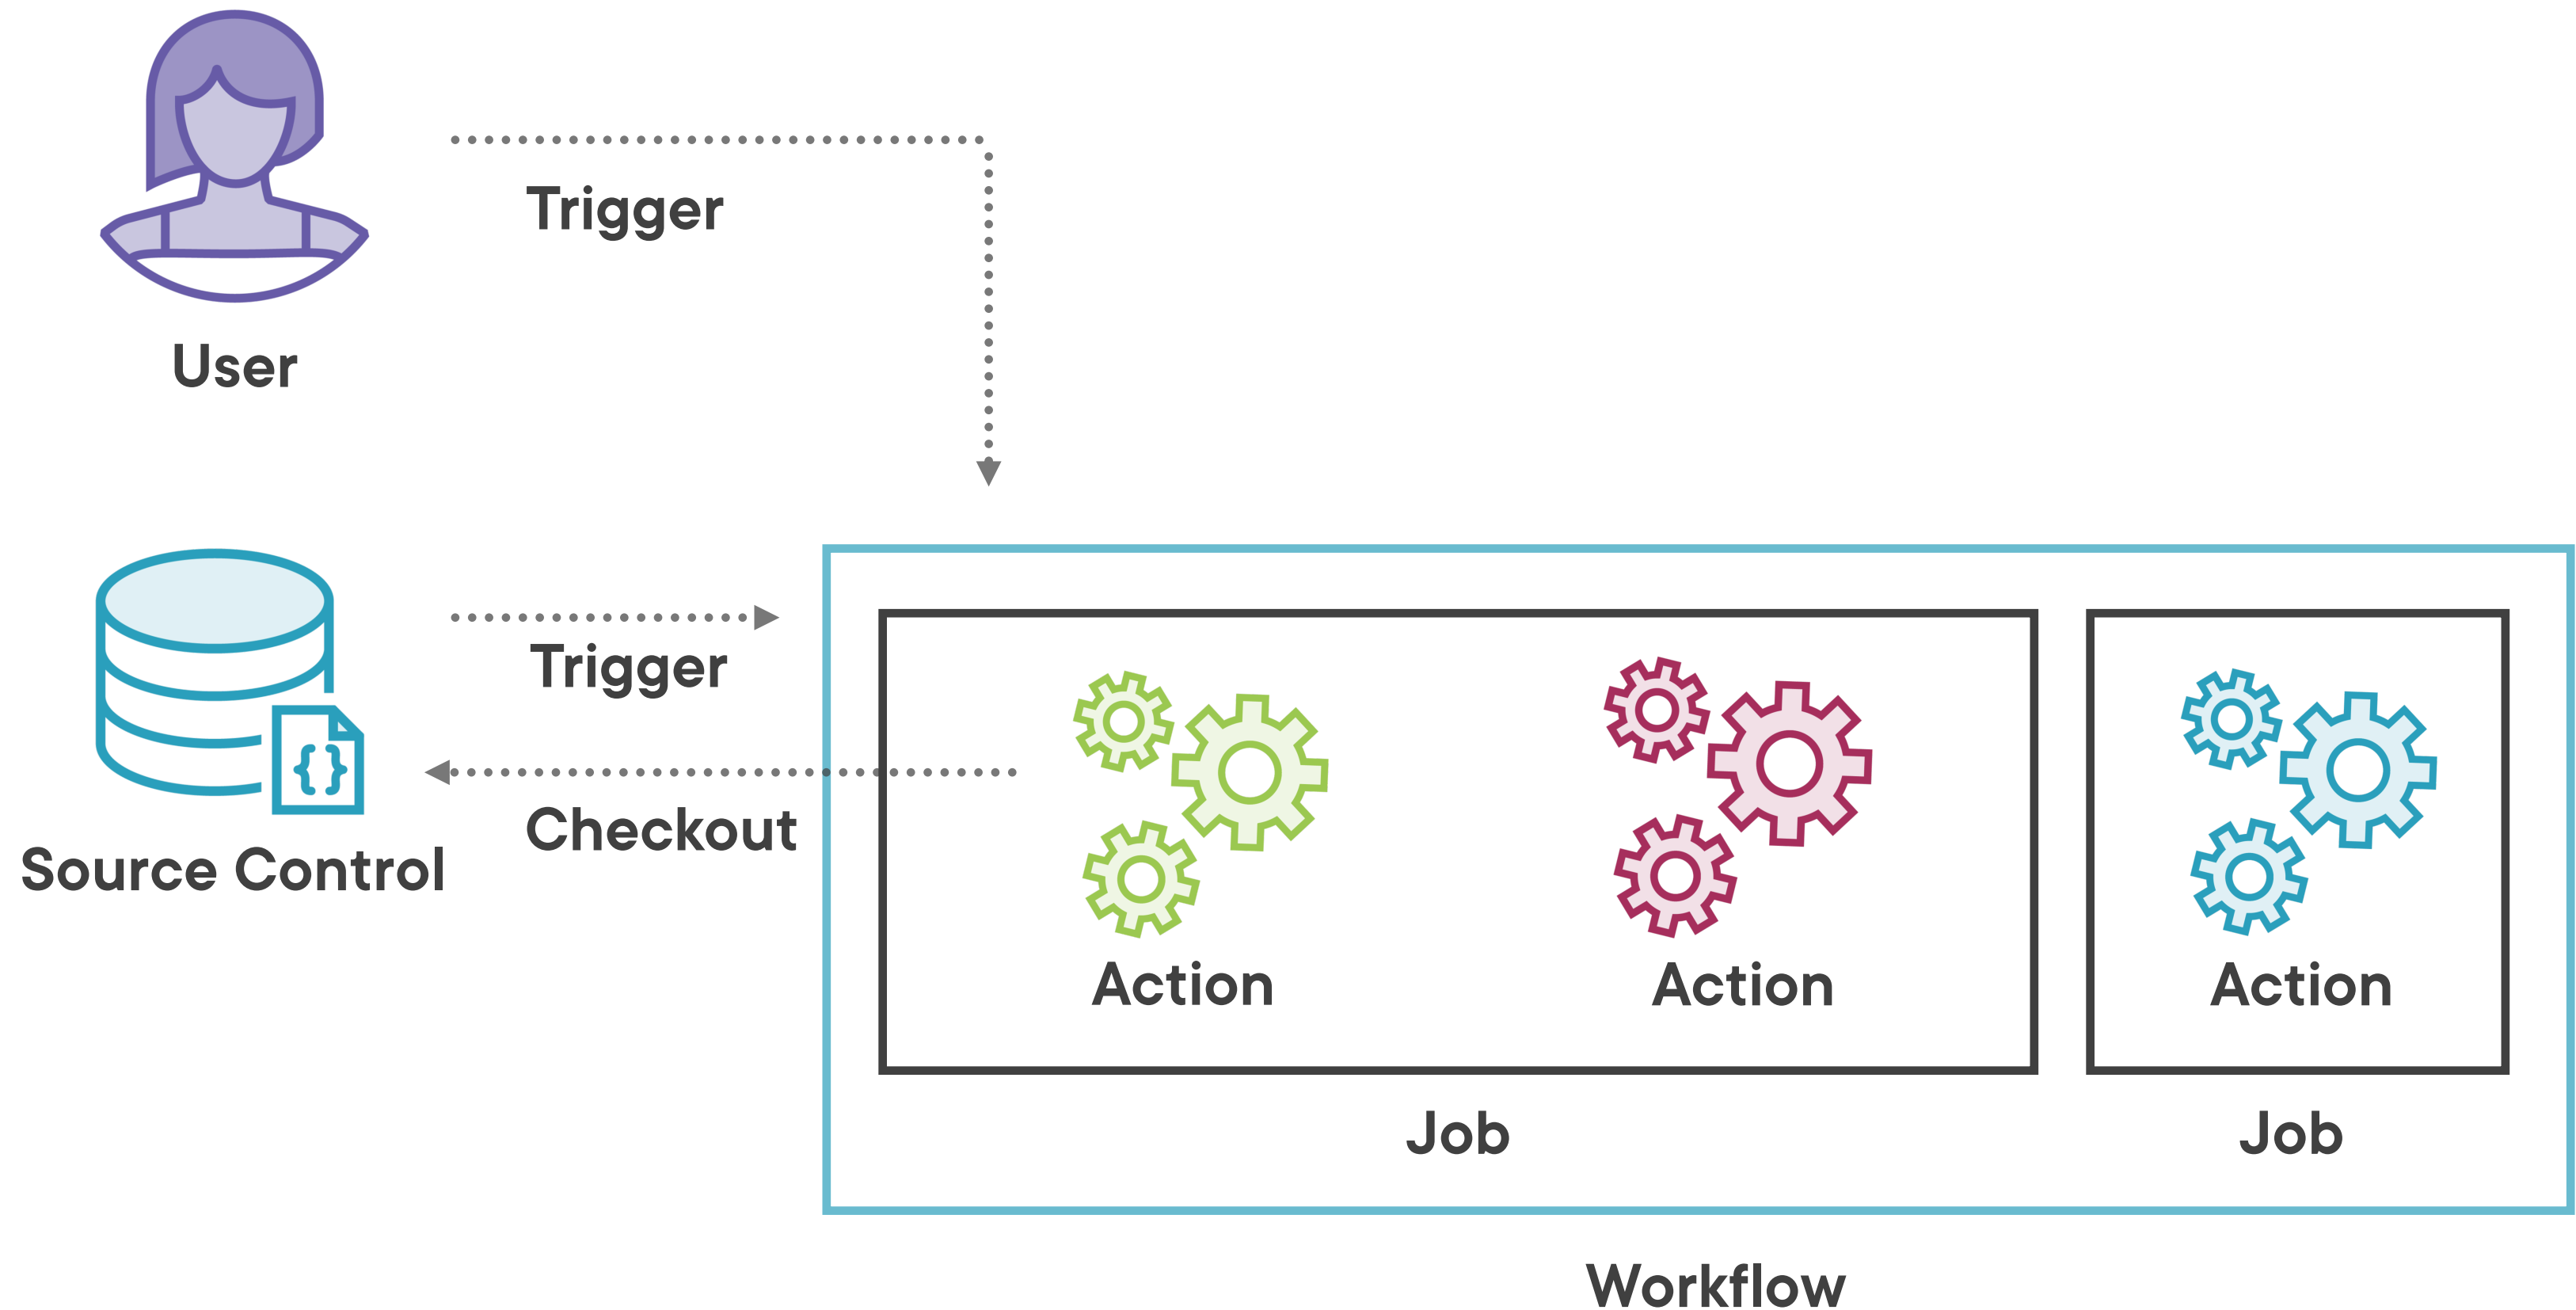 Trigger
User
Trigger
Checkout
Source Control
{}
Action
Action
Action
Job
Job
Workflow